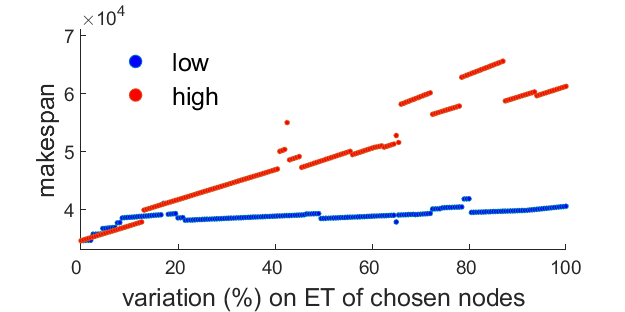 ×10⁴
7
6
5
4
makespan
low
high
0 20 40 60 80 100
variation (%) on ET of chosen nodes